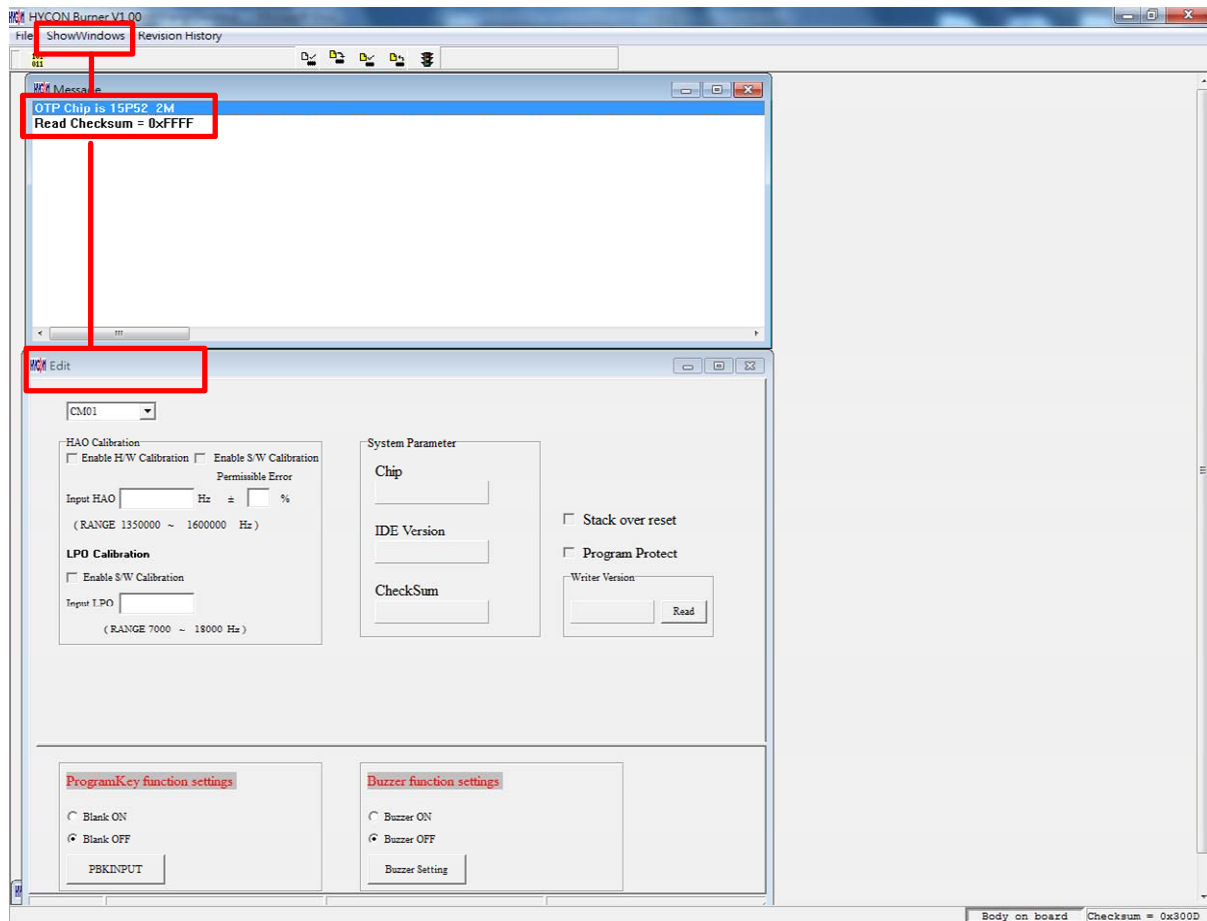 HYCON Burner V1.00
File ShowWindows Revision History
101
011
HYCON Message
OTP Chip is 15P52_2M
Read Checksum = 0xFFFF
HYCON Edit
CM01
HAO Calibration
Enable H/W Calibration Enable S/W Calibration
Permissible Error
Input HAO Hz ± %
(RANGE 1350000 ~ 1600000 Hz)
LPO Calibration
Enable S/W Calibration
Input LPO
(RANGE 7000 ~ 18000 Hz)
System Parameter
Chip
IDE Version
CheckSum
Stack over reset
Program Protect
Writer Version
Read
ProgramKey function settings
Blank ON
Blank OFF
PBKINPUT
Buzzer function settings
Buzzer ON
Buzzer OFF
Buzzer Setting
Body on board Checksum = 0x300D